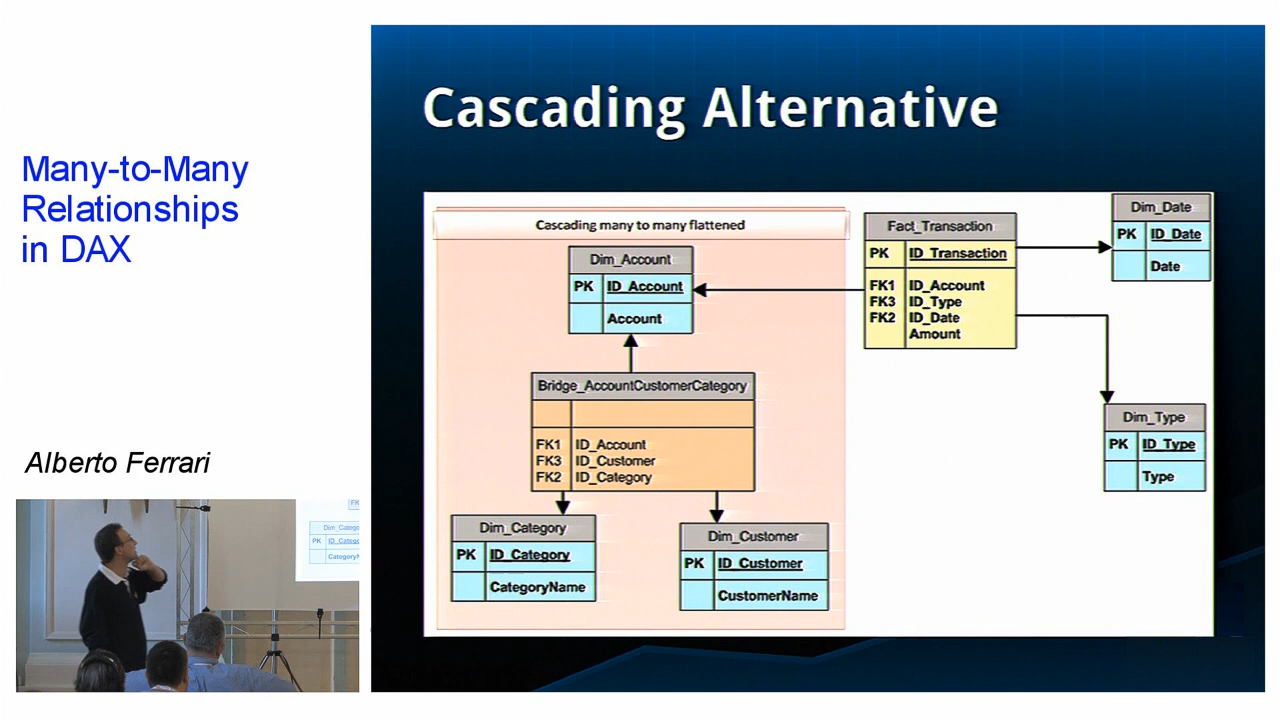 Many-to-Many
Relationships
in DAX
Alberto Ferrari
Cascading Alternative
Cascading many to many flattened
Dim_Account
PK ID_Account
Account
Bridge_AccountCustomerCategory
FK1 ID_Account
FK3 ID_Customer
FK2 ID_Category
Dim_Category
PK ID_Category
CategoryName
Dim_Customer
PK ID_Customer
CustomerName
Fact_Transaction
PK ID_Transaction
FK1 ID_Account
FK3 ID_Type
FK2 ID_Date
Amount
Dim_Date
PK ID_Date
Date
Dim_Type
PK ID_Type
Type
FK
PK